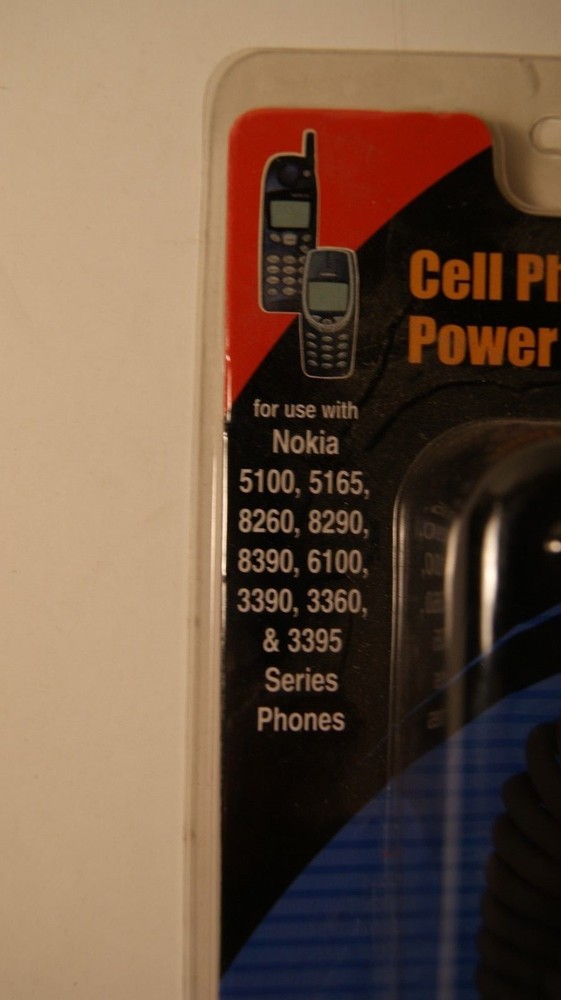 Cell Ph
Power
for use with
Nokia
5100, 5165,
8260, 8290,
8390, 6100,
3390, 3360,
& 3395
Series
Phones